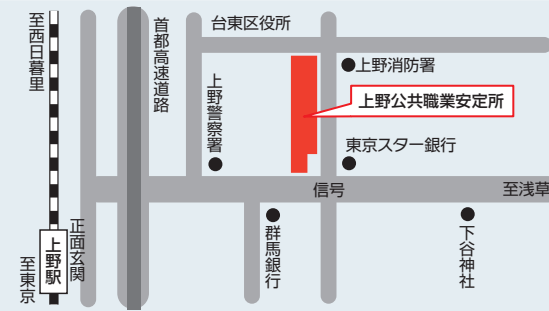 至西日暮里
首都高速道路
台東区役所
上野消防署
上野公共職業安定所
上野警察署
東京スター銀行
信号
至浅草
正面玄関
上野駅
至東京
群馬銀行
下谷神社